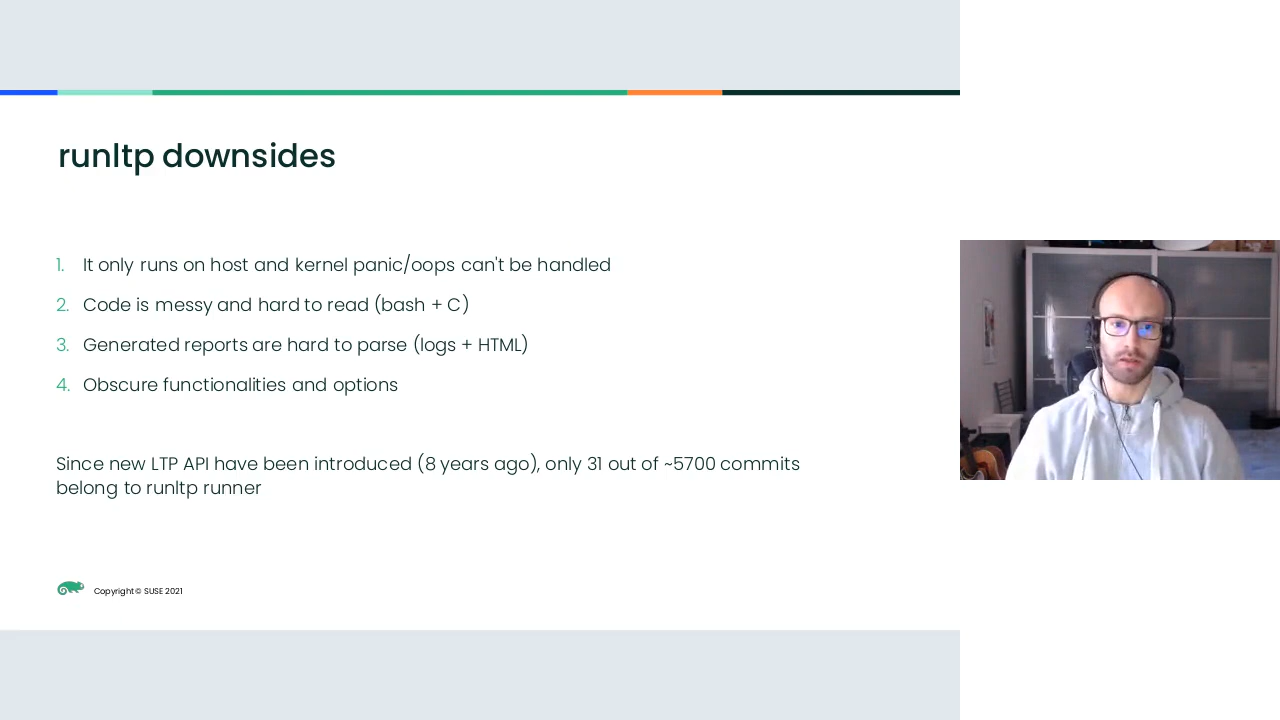 runltp downsides
1. It only runs on host and kernel panic/oops can't be handled
2. Code is messy and hard to read (bash + C)
3. Generated reports are hard to parse (logs + HTML)
4. Obscure functionalities and options
Since new LTP API have been introduced (8 years ago), only 31 out of ~5700 commits
belong to runltp runner
Copyright © SUSE 2021